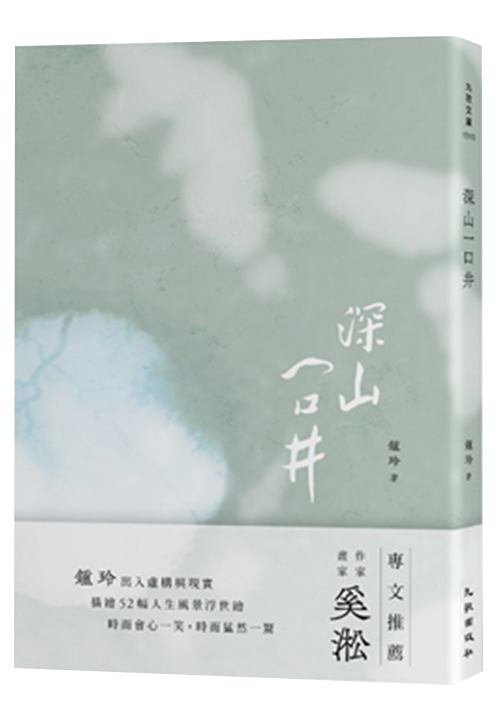 深山
一口井
鍾玲 著
專文推薦
作家
畫家
奚淞
鍾玲出入虛構與現實
描繪52幅人生風景浮世繪
時而會心一笑,時而猛然一驚
九歌文庫
深山一口井
鍾玲 著
九歌出版社